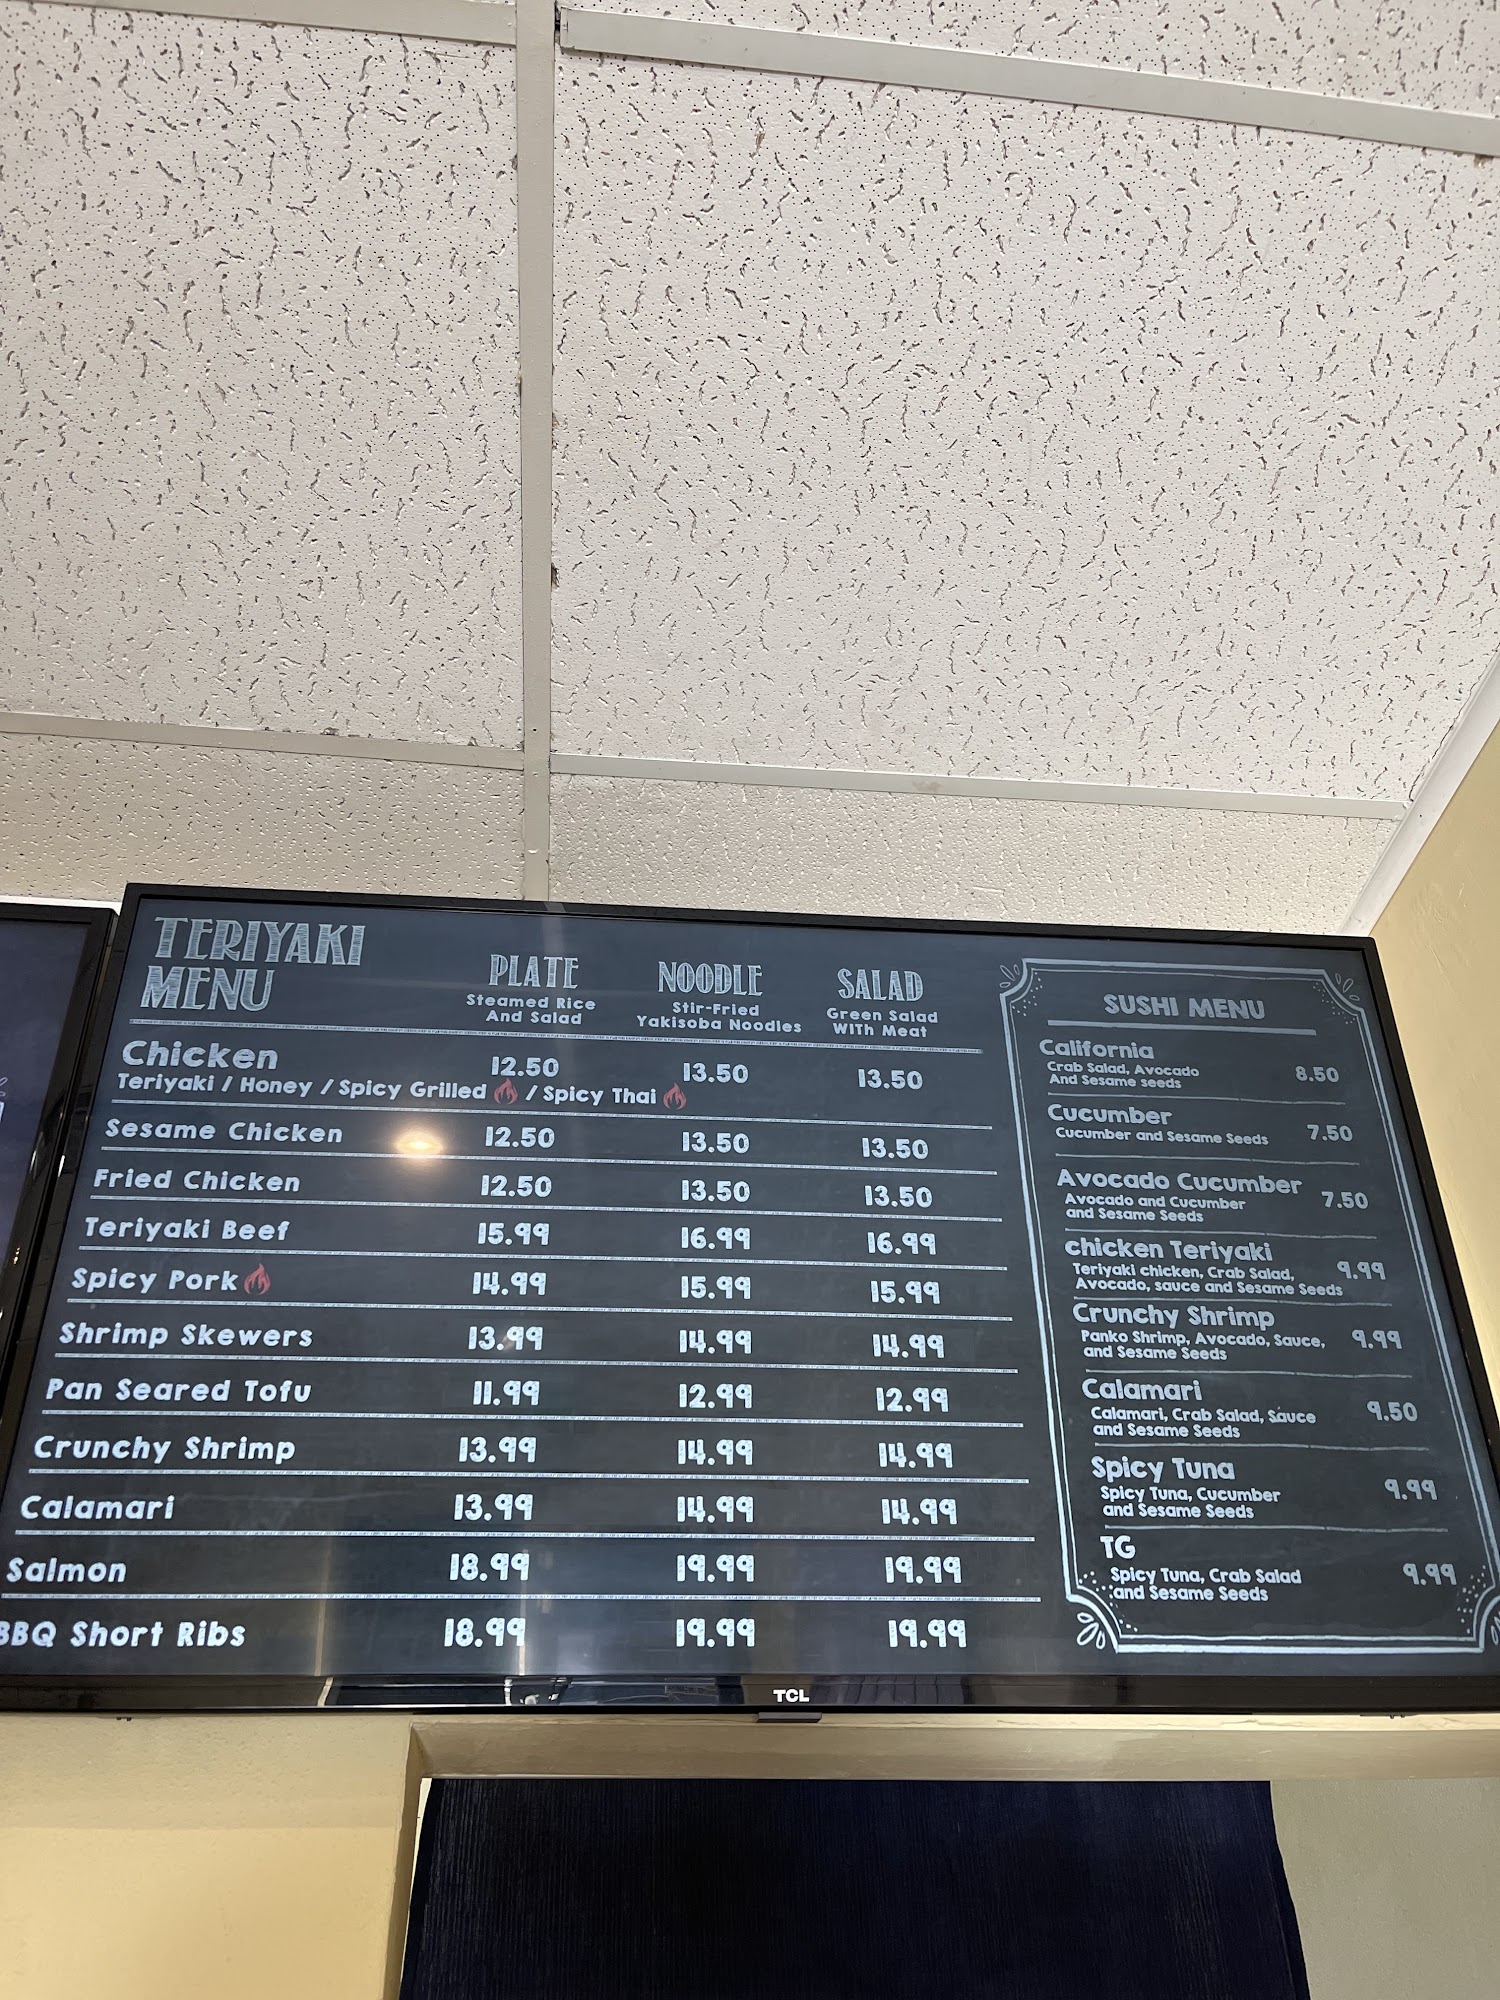 TERIYAKI
MENU
PLATE
Steamed Rice
And Salad
NOODLE
Stir-Fried
Yakisoba Noodles
SALAD
Green Salad
WITh Meat
Chicken 12.50 13.50 13.50
Teriyaki / Honey / Spicy Grilled / Spicy Thai
Sesame Chicken 12.50 13.50 13.50
Fried Chicken 12.50 13.50 13.50
Teriyaki Beef 15.99 16.99 16.99
Spicy Pork 14.99 15.99 15.99
Shrimp Skewers 13.99 14.99 14.99
Pan Seared Tofu 11.99 12.99 12.99
Crunchy Shrimp 13.99 14.99 14.99
Calamari 13.99 14.99 14.99
Salmon 18.99 19.99 19.99
BBQ Short Ribs 18.99 19.99 19.99
SUSHI MENU
California
Crab Salad, Avocado 8.50
And Sesame seeds
Cucumber
Cucumber and Sesame Seeds 7.50
Avocado Cucumber
Avocado and Cucumber 7.50
and Sesame Seeds
chicken Teriyaki
Teriyaki chicken, Crab Salad, 9.99
Avocado, sauce and Sesame Seeds
Crunchy Shrimp
Panko Shrimp, Avocado, Sauce, 9.99
and Sesame Seeds
Calamari
Calamari, Crab Salad, Sauce 9.50
and Sesame Seeds
Spicy Tuna
Spicy Tuna, Cucumber 9.99
and Sesame Seeds
TG
Spicy Tuna, Crab Salad 9.99
and Sesame Seeds
TCL